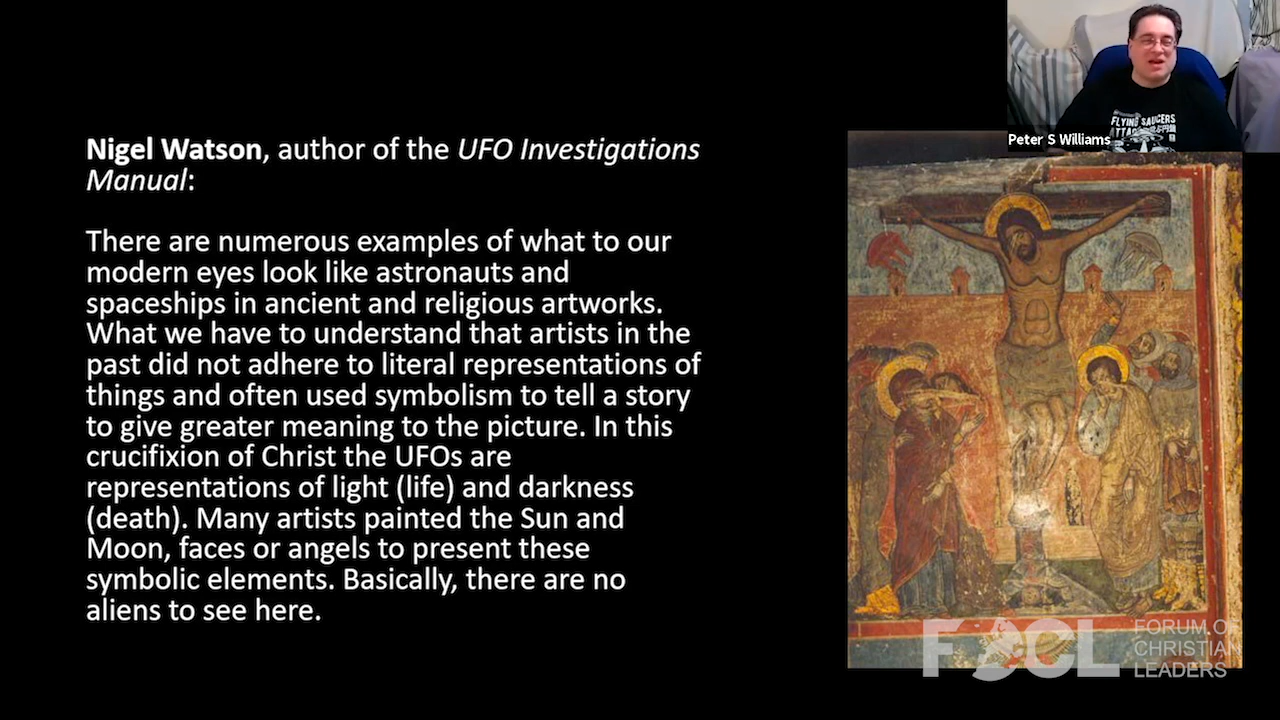 Nigel Watson, author of the UFO Investigations
Manual:
There are numerous examples of what to our
modern eyes look like astronauts and
spaceships in ancient and religious artworks.
What we have to understand that artists in the
past did not adhere to literal representations of
things and often used symbolism to tell a story
to give greater meaning to the picture. In this
crucifixion of Christ the UFOs are
representations of light (life) and darkness
(death). Many artists painted the Sun and
Moon, faces or angels to present these
symbolic elements. Basically, there are no
aliens to see here.
FLYING SAUCERS
Peter S Williams
FOCL
FORUM OF
CHRISTIAN
LEADERS